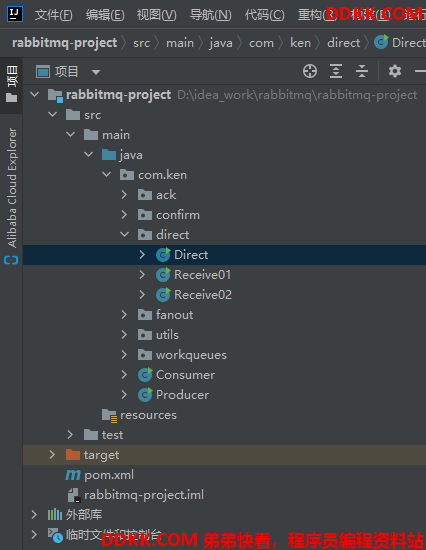 文件(F) 编辑(E) 视图(V) 导航(N) 代码(C) 重构(R)
DDKK.COM
rabbitmq-project 〉 src 〉 main 〉 java 〉 com 〉 ken 〉 direct 〉 Direct
项目
项目
Alibaba Cloud Explorer
rabbitmq-project D:\idea_work\rabbitmq\rabbitmq-project
src
main
java
com.ken
ack
confirm
direct
Direct
Receive01
Receive02
fanout
utils
workqueues
Consumer
Producer
resources
test
target
pom.xml
rabbitmq-project.iml
外部库
临时文件和控制台
DDKK.COM 弟弟快看，程序员编程资料站